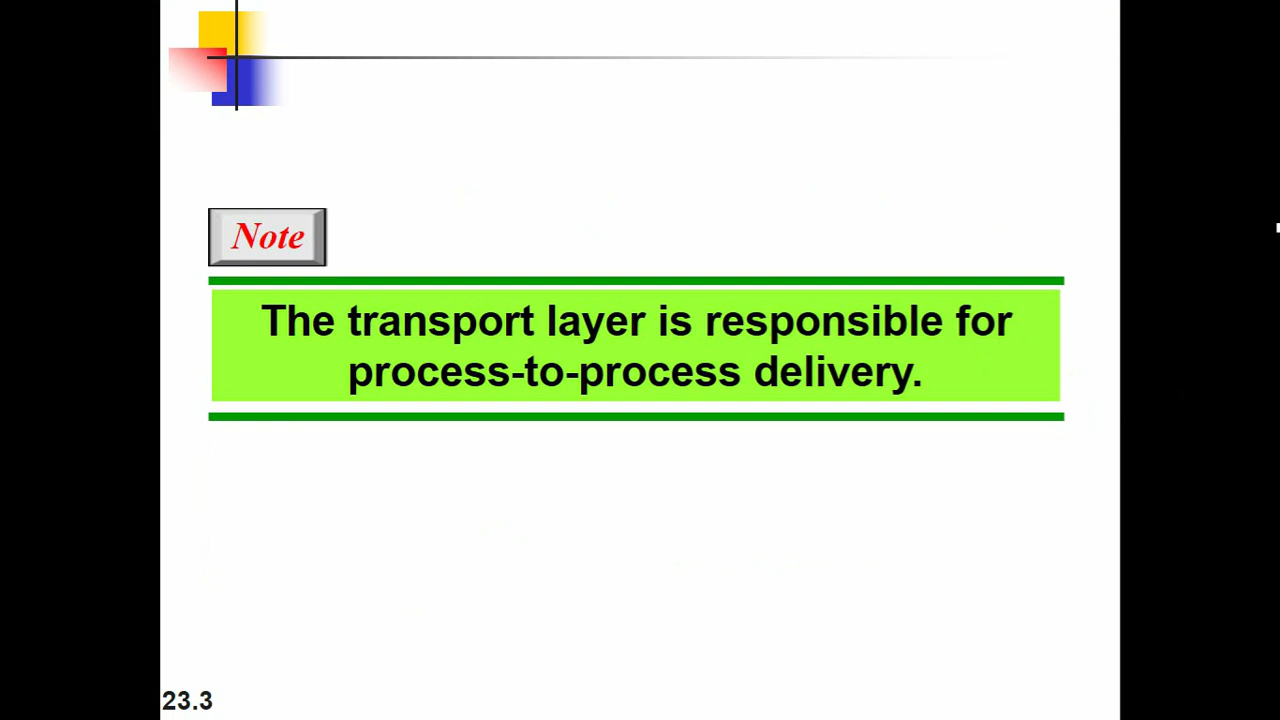 Note
The transport layer is responsible for
process-to-process delivery.
23.3